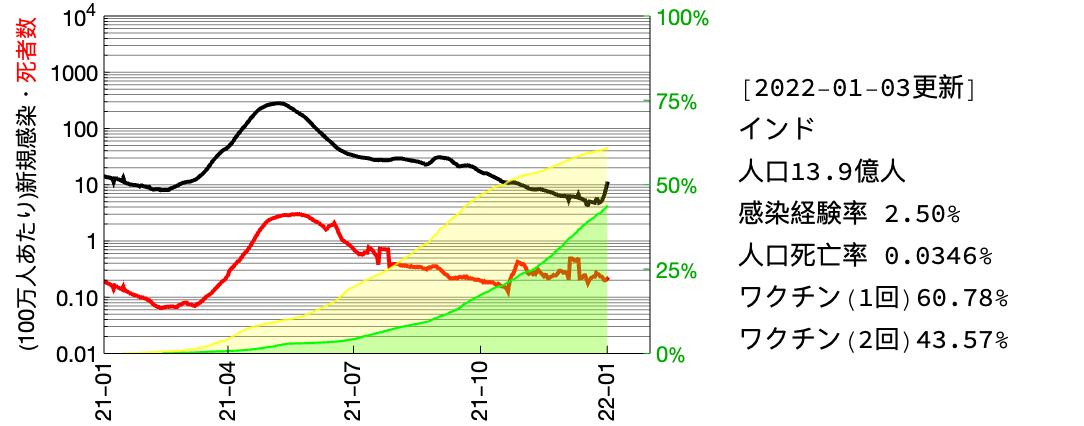 (100万人あたり)新規感染・死者数
10⁴
1000
100
10
1
0.10
0.01
100%
75%
50%
25%
0%
21-01
21-04
21-07
21-10
22-01
[2022-01-03更新]
インド
人口13.9億人
感染経験率 2.50%
人口死亡率 0.0346%
ワクチン(1回)60.78%
ワクチン(2回)43.57%